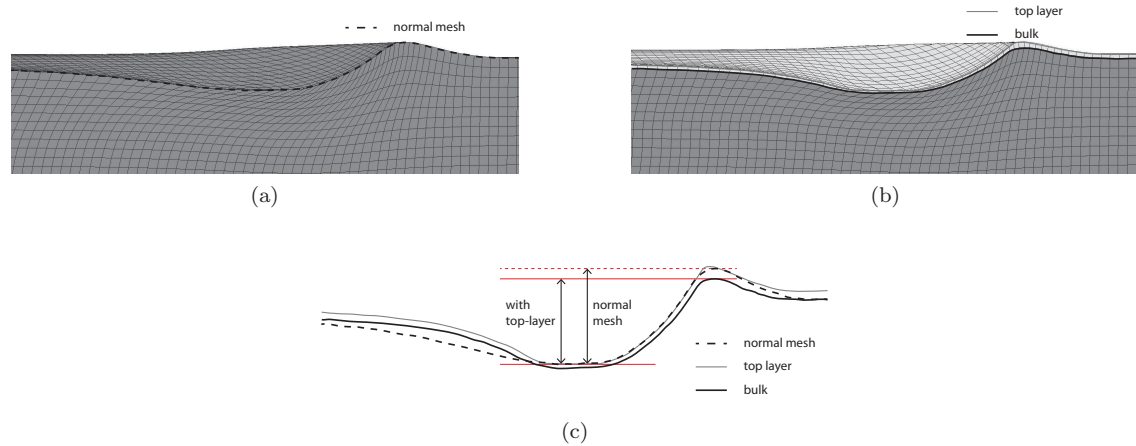 normal mesh
top layer
bulk
(a)
(b)
with
top-layer
normal
mesh
normal mesh
top layer
bulk
(c)